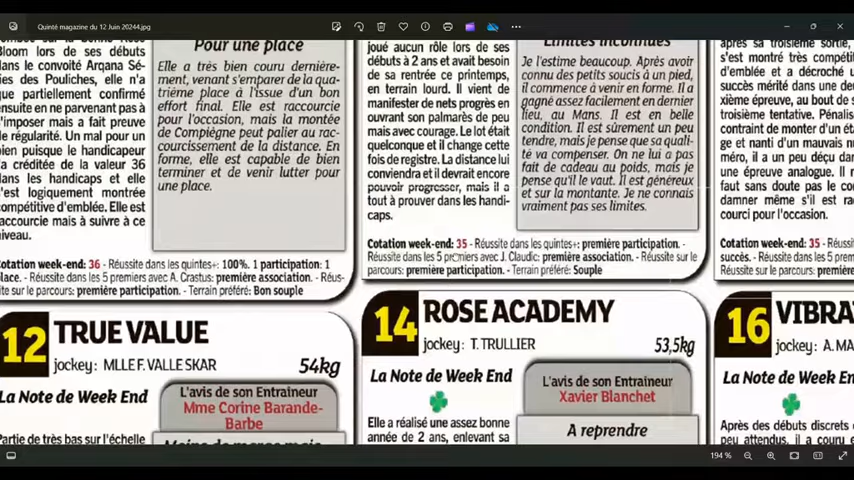 Quinté magazine du 12 Juin 20244.jpg
Bloom lors de ses débuts
dans le convoité Arqana Sé-
ries des Pouliches, elle n'a
que partiellement confirmé
ensuite en ne parvenant pas à
s'imposer mais a fait preuve
de régularité. Un mal pour un
bien puisque le handicapeur
l'a créditée de la valeur 36
dans les handicaps et elle
s'est logiquement montrée
compétitive d'emblée. Elle est
raccourcie mais à suivre à ce
niveau.
Pour une place
Elle a très bien couru dernière-
ment, venant s'emparer de la qua-
trième place à l'issue d'un bon
effort final. Elle est raccourcie
pour l'occasion, mais la montée
de Compiègne peut palier au rac-
courcissement de la distance. En
forme, elle est capable de bien
terminer et de venir lutter pour
une place.
Cotation week-end: 36 - Réussite dans les quintes+: 100%. 1 participation: 1
place. - Réussite dans les 5 premiers avec A. Crastus: première association. - Réus-
site sur le parcours: première participation. - Terrain préféré: Bon souple
joué aucun rôle lors de ses
débuts à 2 ans et avait besoin
de sa rentrée ce printemps,
en terrain lourd. Il vient de
manifester de nets progrès en
ouvrant son palmarès de peu
mais avec courage. Le lot était
quelconque et il change cette
fois de registre. La distance lui
conviendra et il devrait encore
pouvoir progresser, mais il a
tout à prouver dans les handi-
caps.
Limites inconnues
Je l'estime beaucoup. Après avoir
connu des petits soucis à un pied,
il commence à venir en forme. Il a
gagné assez facilement en dernier
lieu, au Mans. Il est en belle
condition. Il est sûrement un peu
tendre, mais je pense que sa quali-
té va compenser. On ne lui a pas
fait de cadeau au poids, mais je
pense qu'il le vaut. Il est généreux
et sur la montante. Je ne connais
vraiment pas ses limites.
Cotation week-end: 35 - Réussite dans les quintes+: première participation. -
Réussite dans les 5 premiers avec J. Claudic: première association. - Réussite sur le
parcours: première participation. - Terrain préféré: Souple
après sa troisième sortie,
s'est montré très compéti
d'emblée et a décroché u
succès mérité dans une de
xième épreuve, au bout de s
troisième tentative. Pénalis
contraint de monter d'un éta
ge et nanti d'un mauvais n
méro, il a un peu déçu da
une épreuve analogue. Il n
faut sans doute pas le co
damner même s'il est ra
courci pour l'occasion.
Cotation week-end: 35 - Réuss
succès. - Réussite dans les 5 prem
parcours: première
12 TRUE VALUE
jockey: MLLE F. VALLE SKAR 54kg
La Note de Week End
L'avis de son Entraîneur
Mme Corine Barande-
Barbe
Partie de très bas sur l'échelle
Moins de marge mais
14 ROSE ACADEMY
jockey: T. TRULLIER 53,5kg
La Note de Week End
L'avis de son Entraîneur
Xavier Blanchet
Elle a réalisé une assez bonne
année de 2 ans, enlevant sa
A reprendre
16 VIBRA
jockey: A. MA
La Note de Week En
Après des débuts discrets
peu attendus, il a couru e
194 %